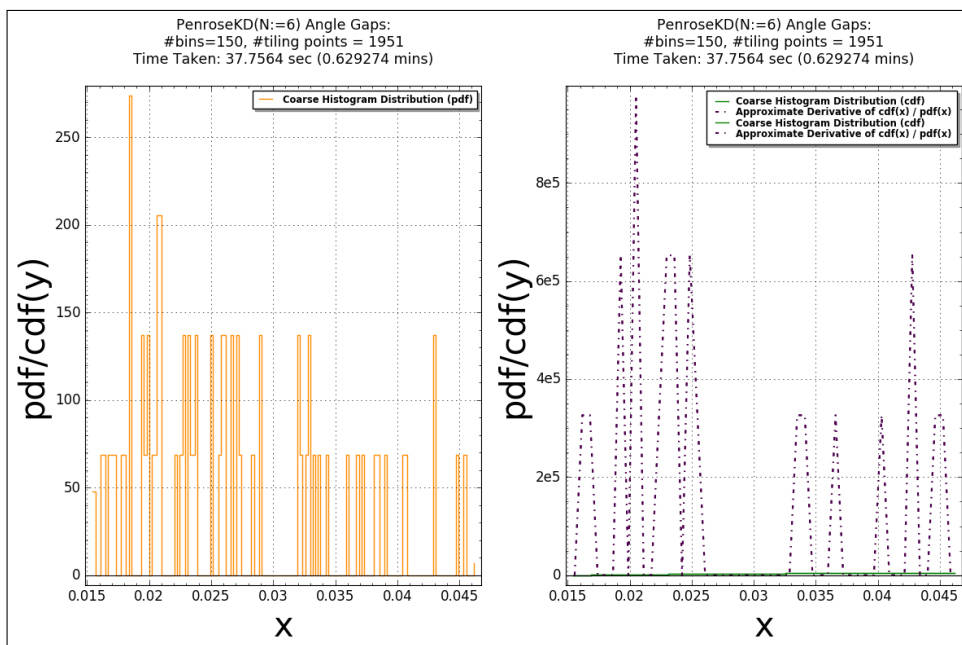 PenroseKD(N:=6) Angle Gaps:
#bins=150, #tiling points = 1951
Time Taken: 37.7564 sec (0.629274 mins)
Coarse Histogram Distribution (pdf)
250
200
150
100
50
0
pdf/cdf(y)
0.015 0.02 0.025 0.03 0.035 0.04 0.045
x
PenroseKD(N:=6) Angle Gaps:
#bins=150, #tiling points = 1951
Time Taken: 37.7564 sec (0.629274 mins)
Coarse Histogram Distribution (cdf)
Approximate Derivative of cdf(x) / pdf(x)
Coarse Histogram Distribution (cdf)
Approximate Derivative of cdf(x) / pdf(x)
8e5
6e5
4e5
2e5
0
pdf/cdf(y)
0.015 0.02 0.025 0.03 0.035 0.04 0.045
x